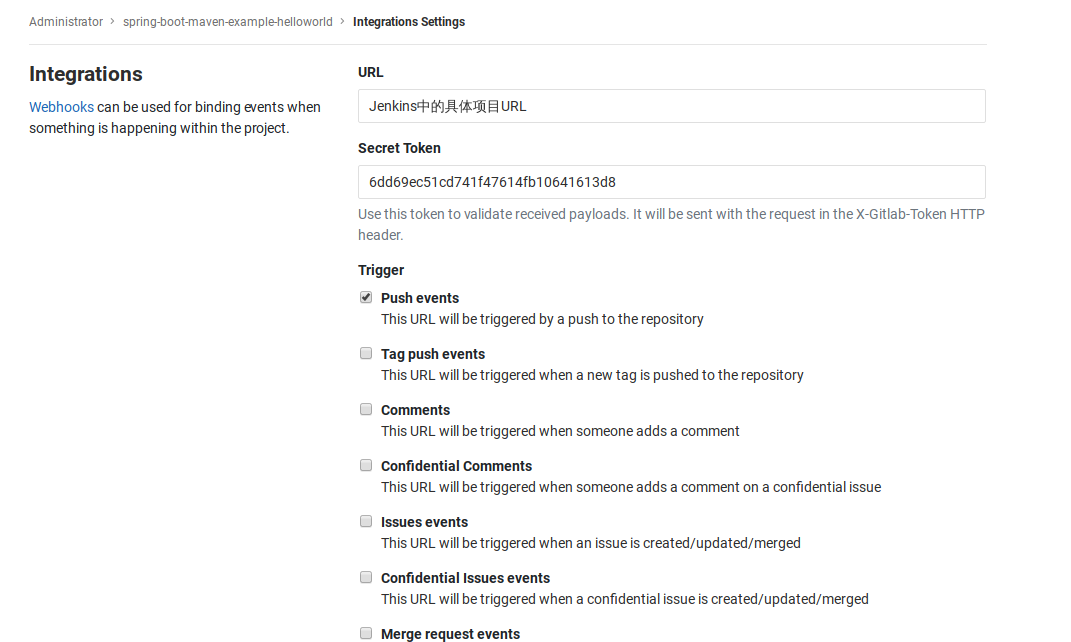 Administrator > spring-boot-maven-example-helloworld > Integrations Settings
Integrations
Webhooks can be used for binding events when
something is happening within the project.
URL
Jenkins中的具体项目URL
Secret Token
6dd69ec51cd741f47614fb10641613d8
Use this token to validate received payloads. It will be sent with the request in the X-Gitlab-Token HTTP
header.
Trigger
Push events
This URL will be triggered by a push to the repository
Tag push events
This URL will be triggered when a new tag is pushed to the repository
Comments
This URL will be triggered when someone adds a comment
Confidential Comments
This URL will be triggered when someone adds a comment on a confidential issue
Issues events
This URL will be triggered when an issue is created/updated/merged
Confidential Issues events
This URL will be triggered when a confidential issue is created/updated/merged
Merge request events